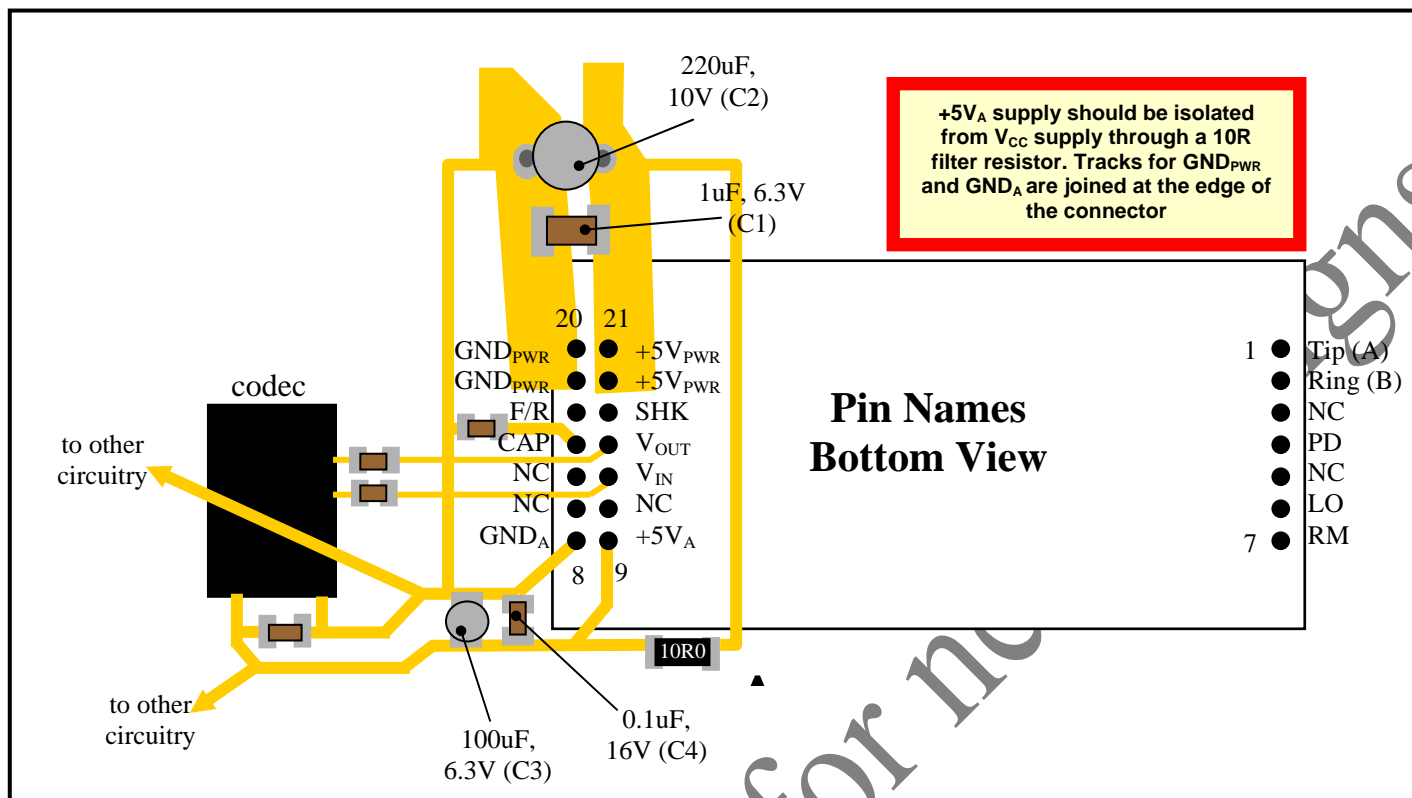 220uF,
10V (C2)
+5VA supply should be isolated
from VCC supply through a 10R
filter resistor. Tracks for GNDPWR
and GNDA are joined at the edge of
the connector
1uF, 6.3V
(C1)
20 21
GNDPWR +5VPWR
GNDPWR +5VPWR
F/R SHK
CAP VOUT
NC VIN
NC NC
GNDA +5VA
8 9
codec
to other
circuitry
Pin Names
Bottom View
1 Tip (A)
Ring (B)
NC
PD
NC
LO
7 RM
10R0
to other
circuitry
100uF,
6.3V (C3)
0.1uF,
16V (C4)
for